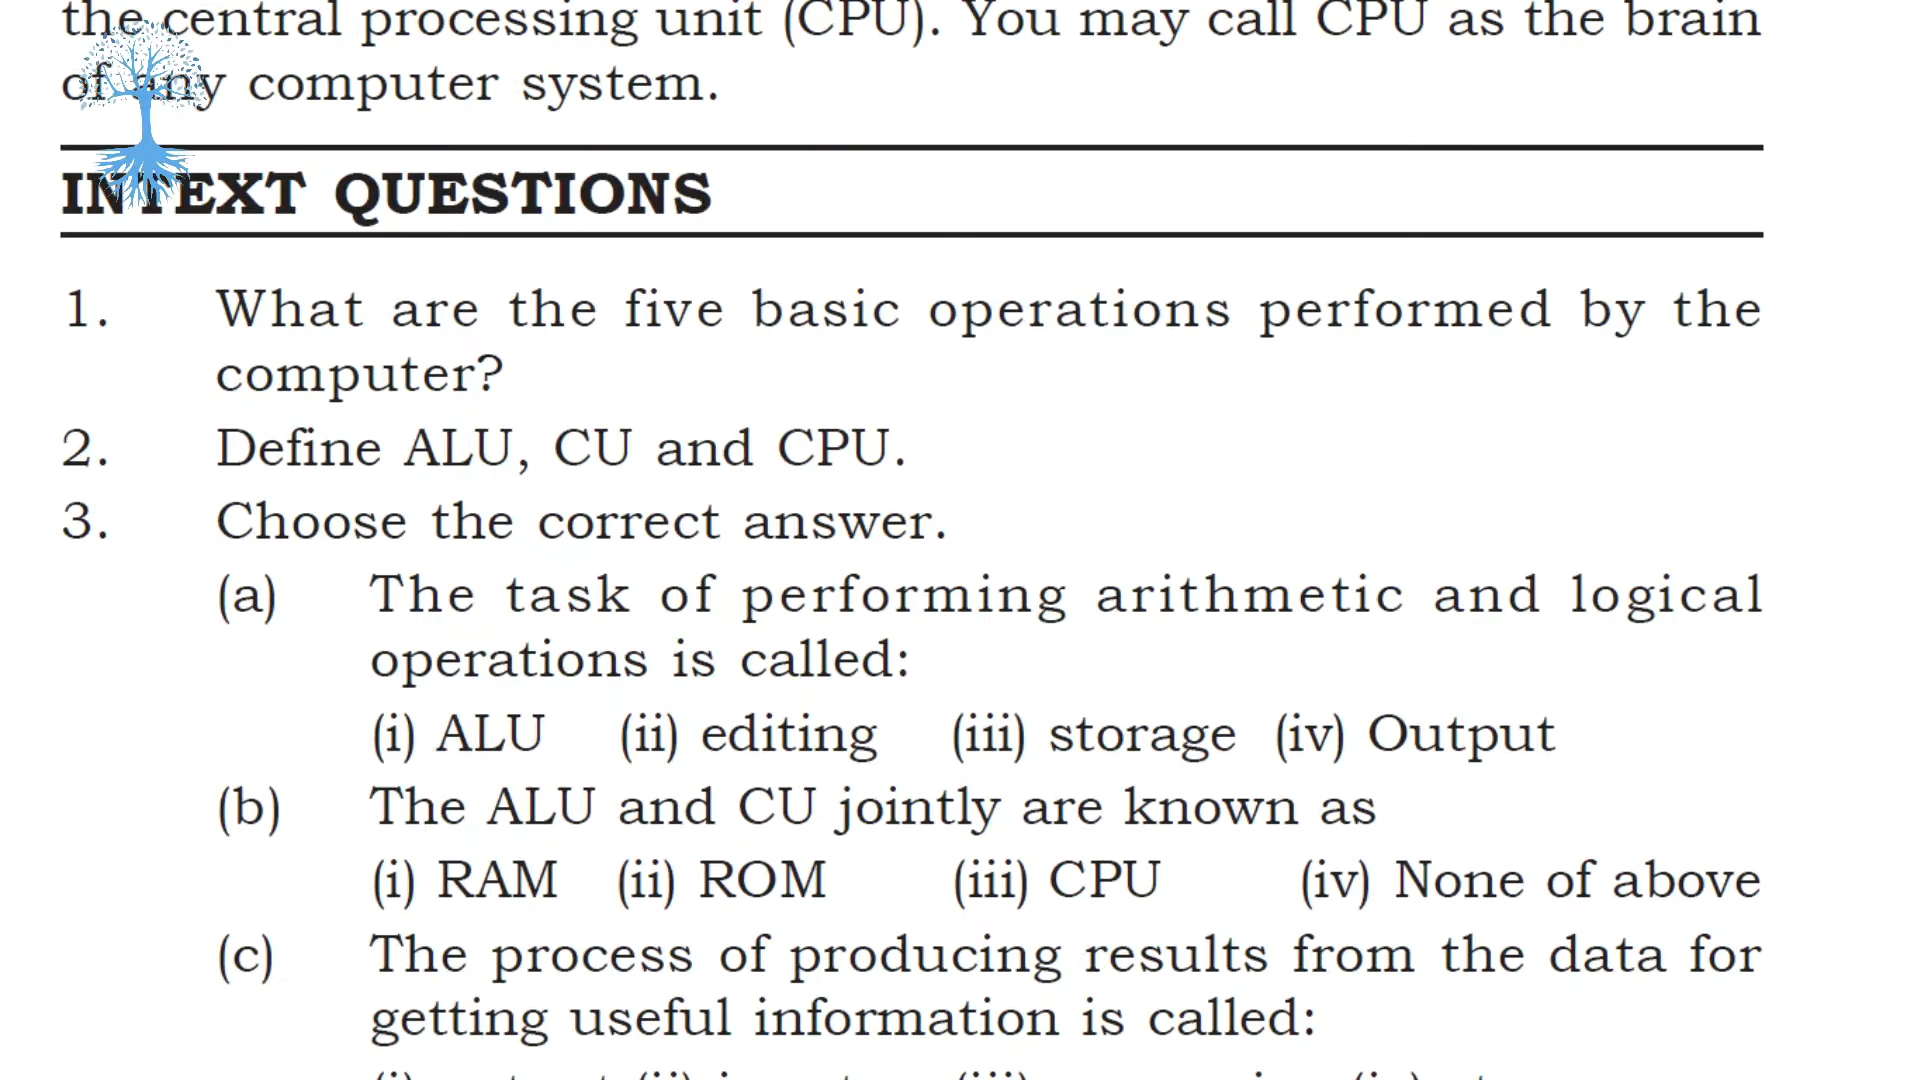 the central processing unit (CPU). You may call CPU as the brain
of any computer system.
INTEXT QUESTIONS
1. What are the five basic operations performed by the
computer?
2. Define ALU, CU and CPU.
3. Choose the correct answer.
(a) The task of performing arithmetic and logical
operations is called:
(i) ALU (ii) editing (iii) storage (iv) Output
(b) The ALU and CU jointly are known as
(i) RAM (ii) ROM (iii) CPU (iv) None of above
(c) The process of producing results from the data for
getting useful information is called: